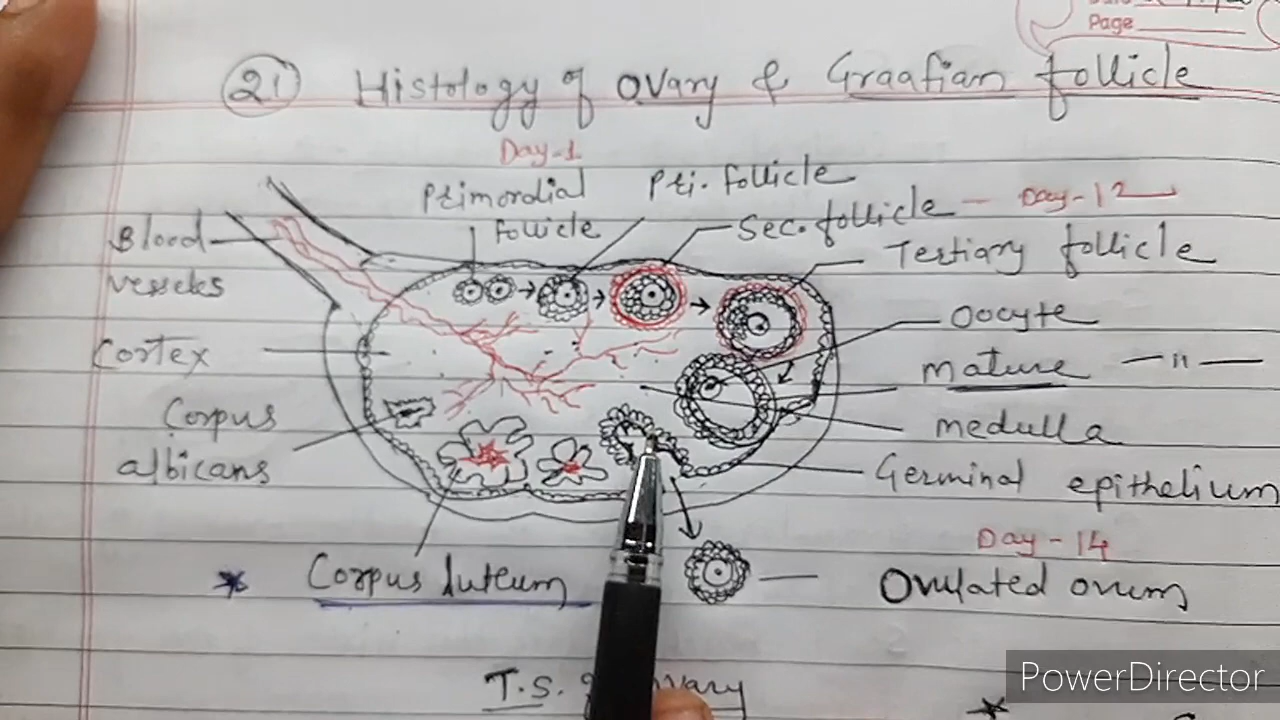 Page
21 Histology of Ovary & Graafian follicle
Day-1
Primordial follicle
Pri. follicle
Sec. follicle - Day-12
Tertiary follicle
Blood vessels
Oocyte
Cortex
Mature —"—
Corpus albicans
medulla
Germinal epithelium
Day-14
* Corpus luteum
Ovulated ovum
T.S.
*
PowerDirector